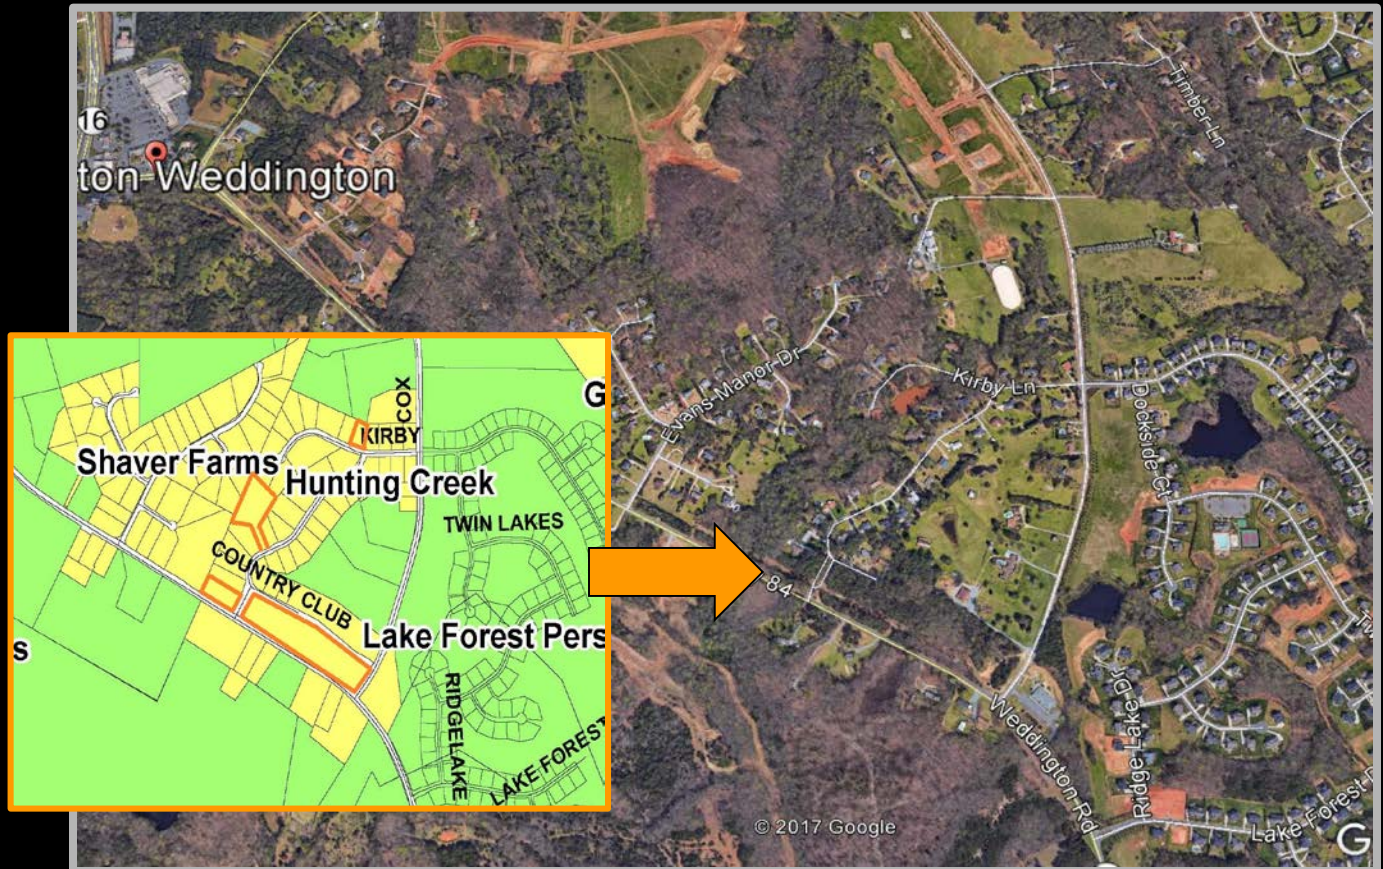 16
ton Weddington
Timber Ln
Evans Manor Dr
Kirby Ln
Dockside Ct
84
Weddington Rd
Ridge Lake Dr
Lake Forest
© 2017 Google
G
COX
G
KIRBY
Shaver Farms
Hunting Creek
TWIN LAKES
COUNTRY CLUB
Lake Forest Pers
s
RIDGELAKE
LAKE FOREST